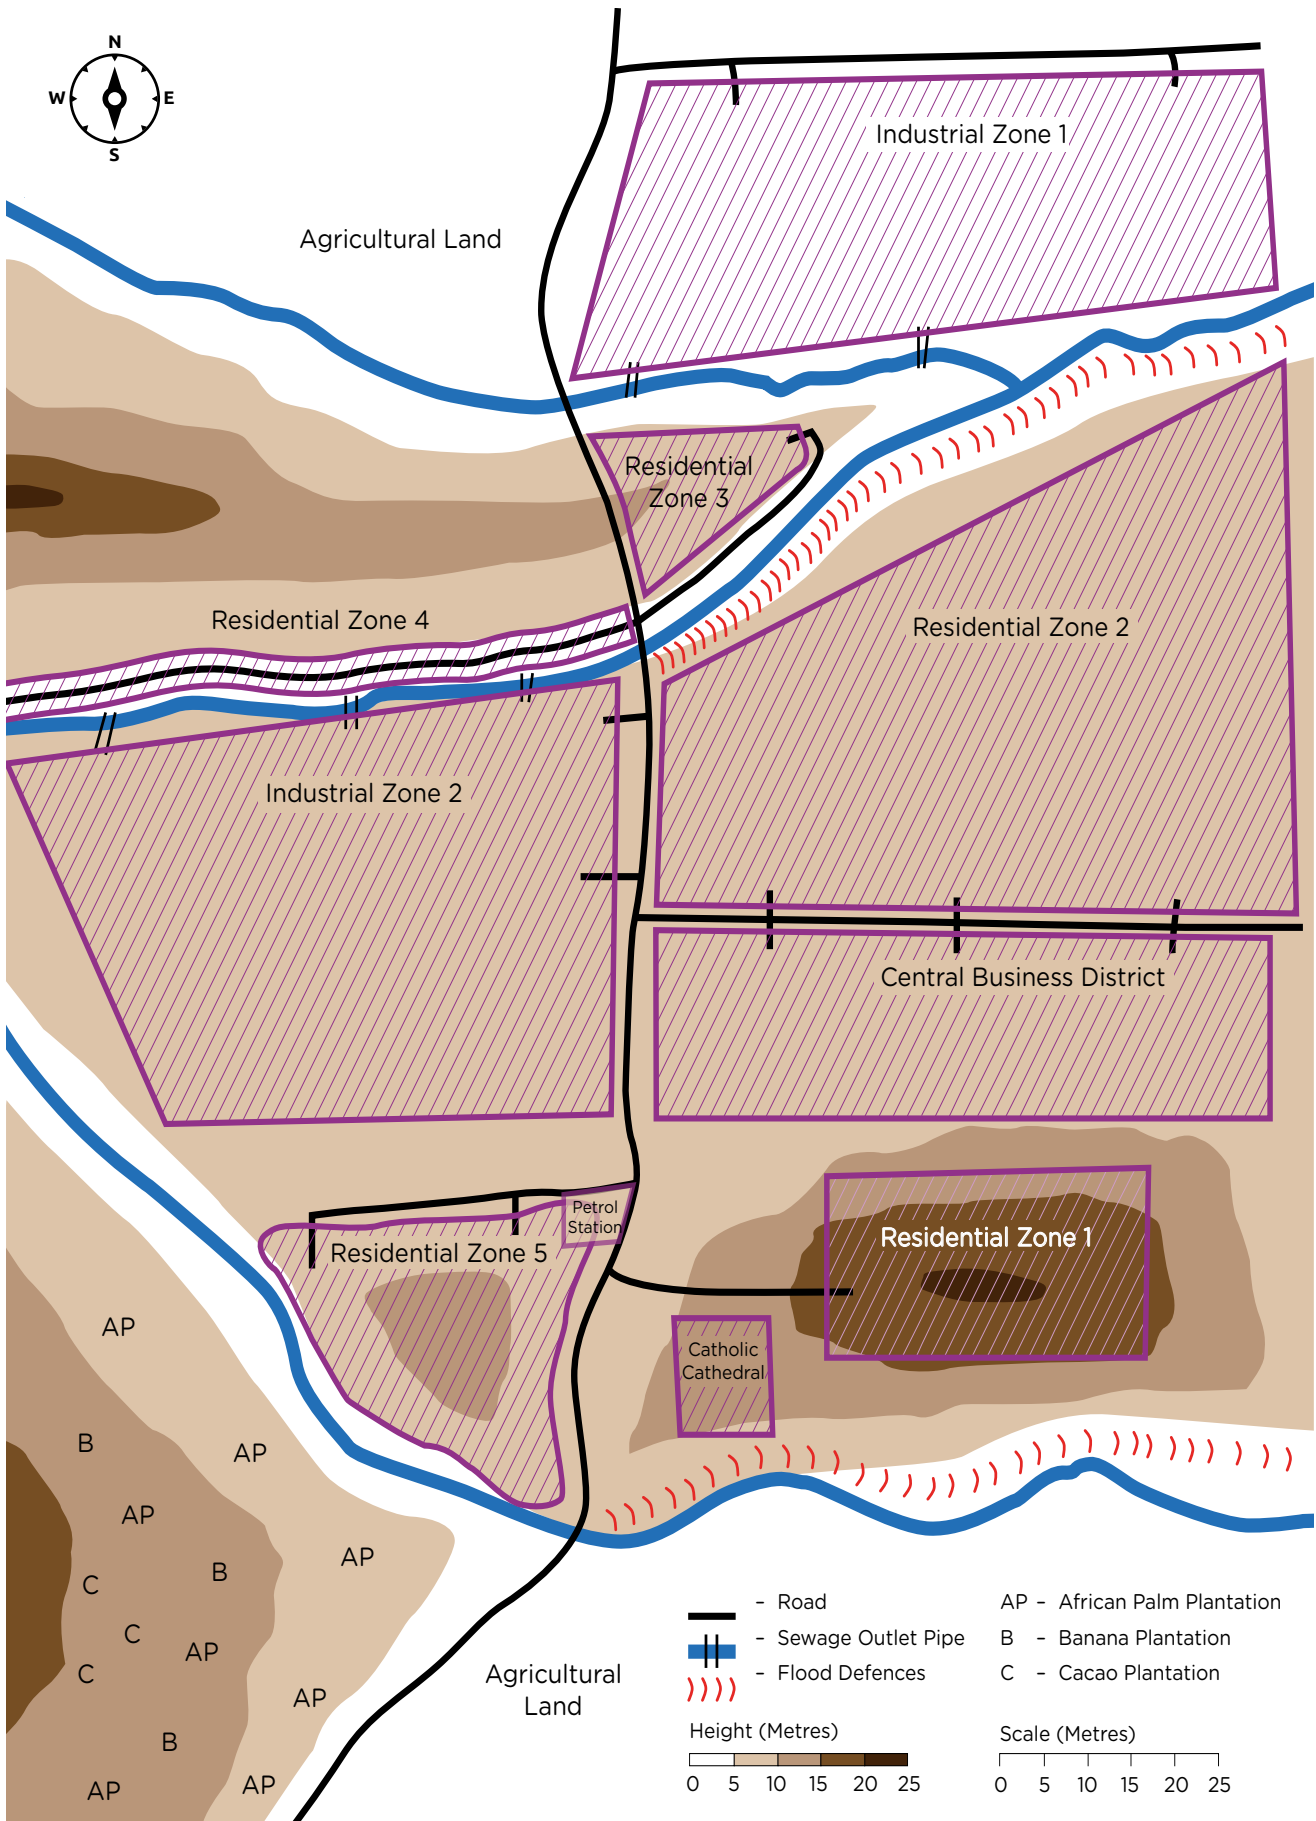 N
W
E
S
Industrial Zone 1
Agricultural Land
Residential
Zone 3
Residential Zone 4
Residential Zone 2
Industrial Zone 2
Central Business District
Petrol
Station
Residential Zone 1
Residential Zone 5
AP
Catholic
Cathedral
B
AP
AP
AP
B
C
C
AP
C
AP
B
AP
AP
Agricultural
Land
– Road
– Sewage Outlet Pipe
– Flood Defences
AP – African Palm Plantation
B – Banana Plantation
C – Cacao Plantation
Height (Metres)
0 5 10 15 20 25
Scale (Metres)
0 5 10 15 20 25